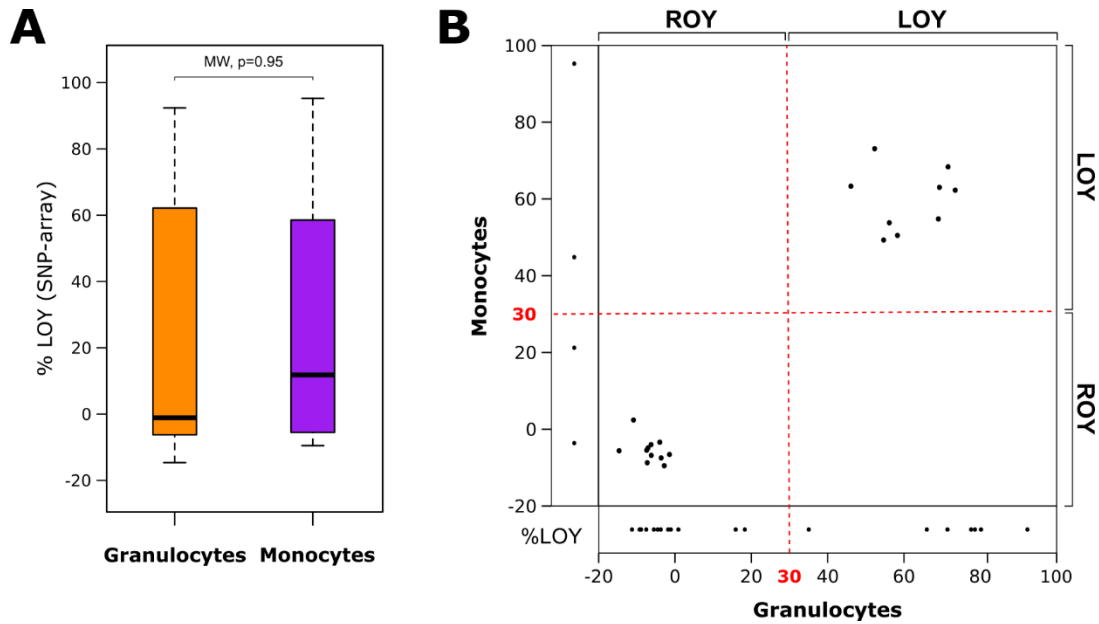 A
MW, p=0.95
% LOY (SNP-array)
100
80
60
40
20
0
-20
Granulocytes Monocytes
B
ROY LOY
Monocytes
100
80
60
40
30
20
0
-20
LOY
ROY
%LOY
-20 0 30 40 60 80 100
Granulocytes